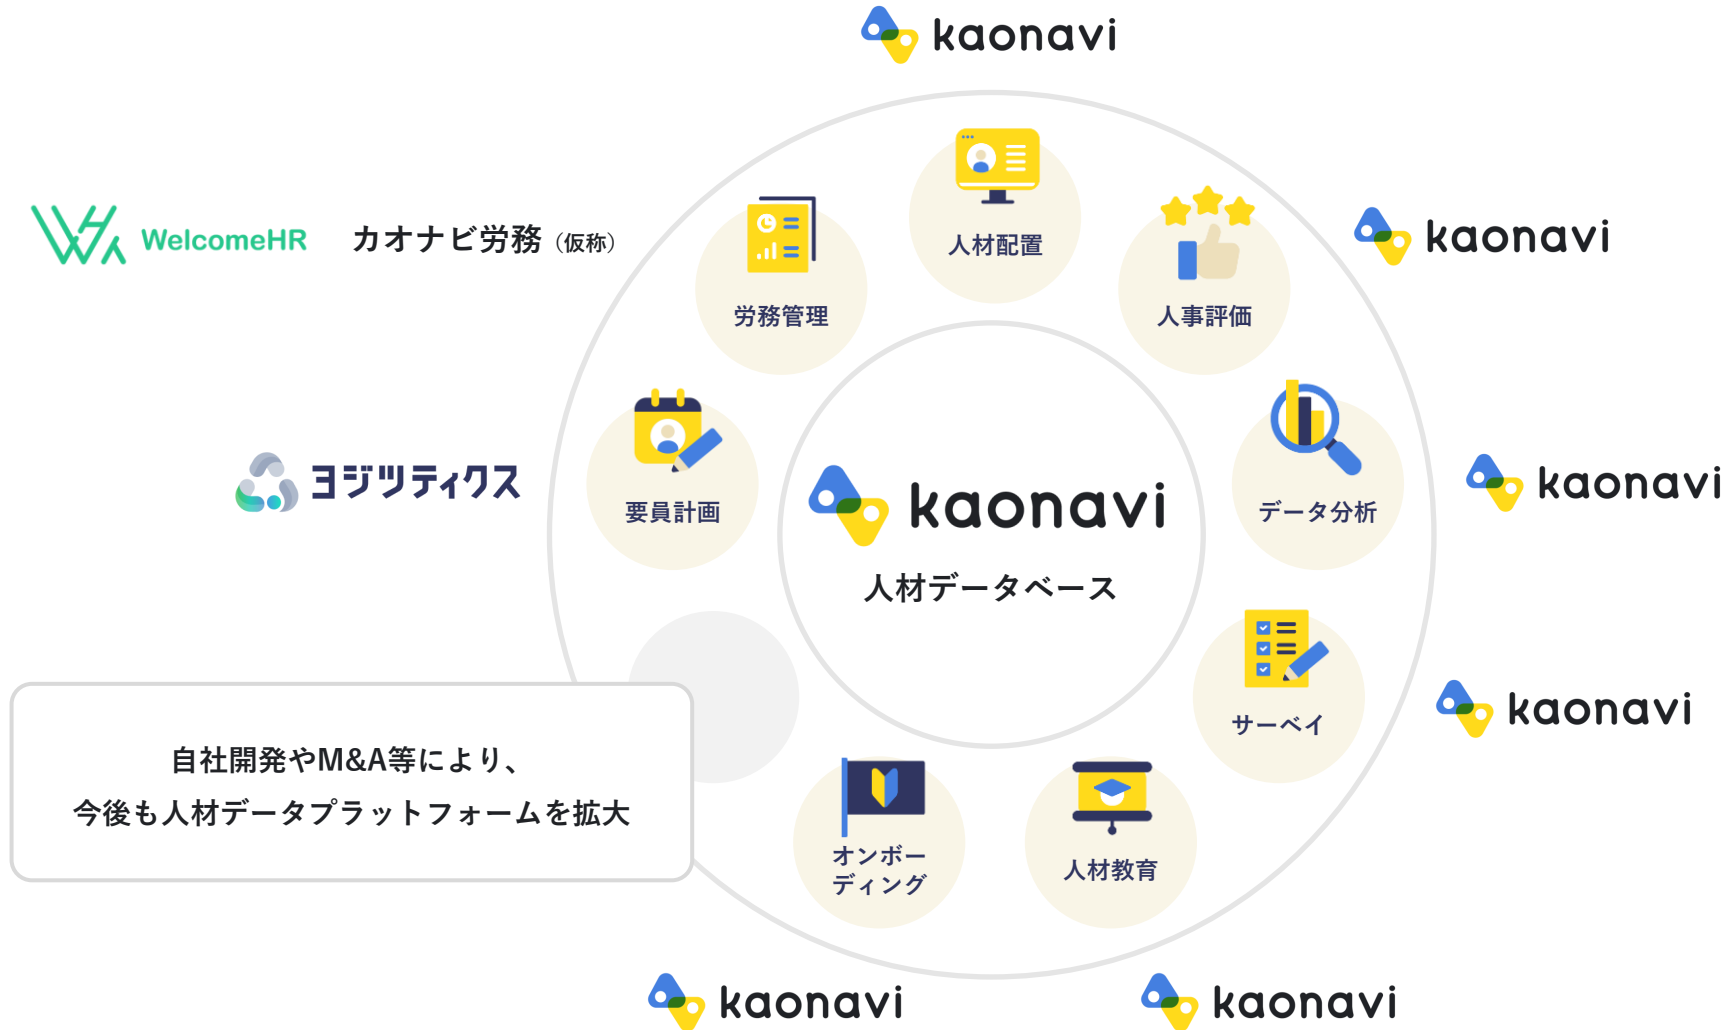 kaonavi
WelcomeHR
カオナビ労務（仮称）
人材配置
労務管理
人事評価
kaonavi
ヨジツティクス
要員計画
kaonavi
人材データベース
データ分析
kaonavi
サーベイ
kaonavi
自社開発やM&A等により、
今後も人材データプラットフォームを拡大
オンボー
ディング
人材教育
kaonavi
kaonavi